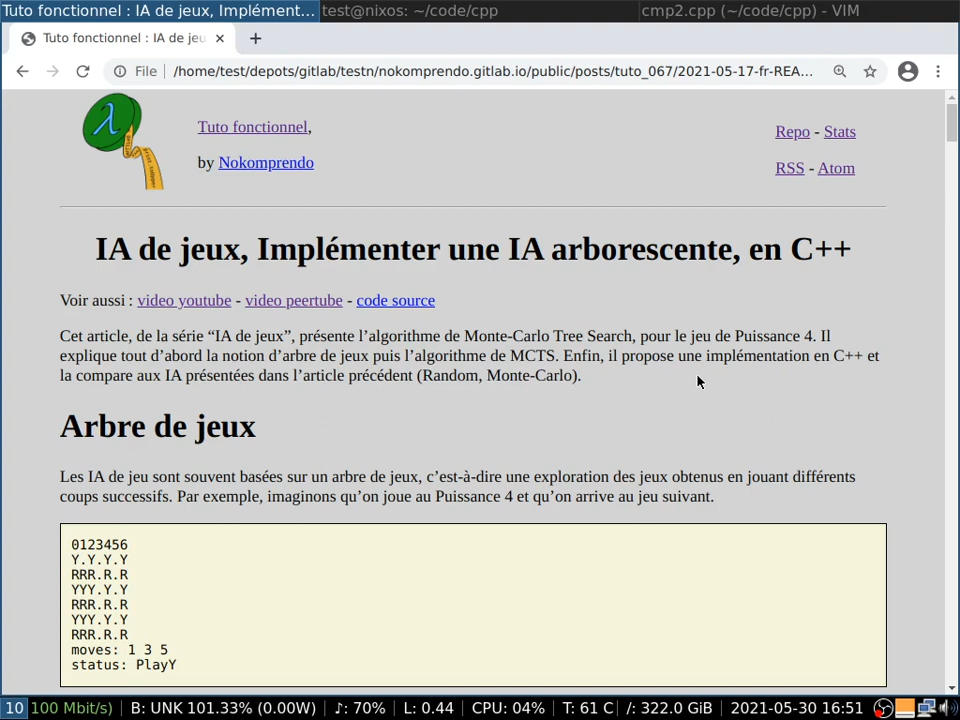 Tuto fonctionnel : IA de jeux, Implément... test@nixos: ~/code/cpp cmp2.cpp (~/code/cpp) - VIM
Tuto fonctionnel : IA de jeu
File /home/test/depots/gitlab/testn/nokomprendo.gitlab.io/public/posts/tuto_067/2021-05-17-fr-REA...
Tuto fonctionnel,
by Nokomprendo
Repo - Stats
RSS - Atom
IA de jeux, Implémenter une IA arborescente, en C++
Voir aussi : video youtube - video peertube - code source
Cet article, de la série “IA de jeux”, présente l’algorithme de Monte-Carlo Tree Search, pour le jeu de Puissance 4. Il
explique tout d’abord la notion d’arbre de jeux puis l’algorithme de MCTS. Enfin, il propose une implémentation en C++ et
la compare aux IA présentées dans l’article précédent (Random, Monte-Carlo).
Arbre de jeux
Les IA de jeu sont souvent basées sur un arbre de jeux, c’est-à-dire une exploration des jeux obtenus en jouant différents
coups successifs. Par exemple, imaginons qu’on joue au Puissance 4 et qu’on arrive au jeu suivant.
0123456
Y.Y.Y.Y
RRR.R.R
YYY.Y.Y
RRR.R.R
YYY.Y.Y
RRR.R.R
moves: 1 3 5
status: PlayY
10 100 Mbit/s) B: UNK 101.33% (0.00W) ♪: 70% L: 0.44 CPU: 04% T: 61 C /: 322.0 GiB 2021-05-30 16:51